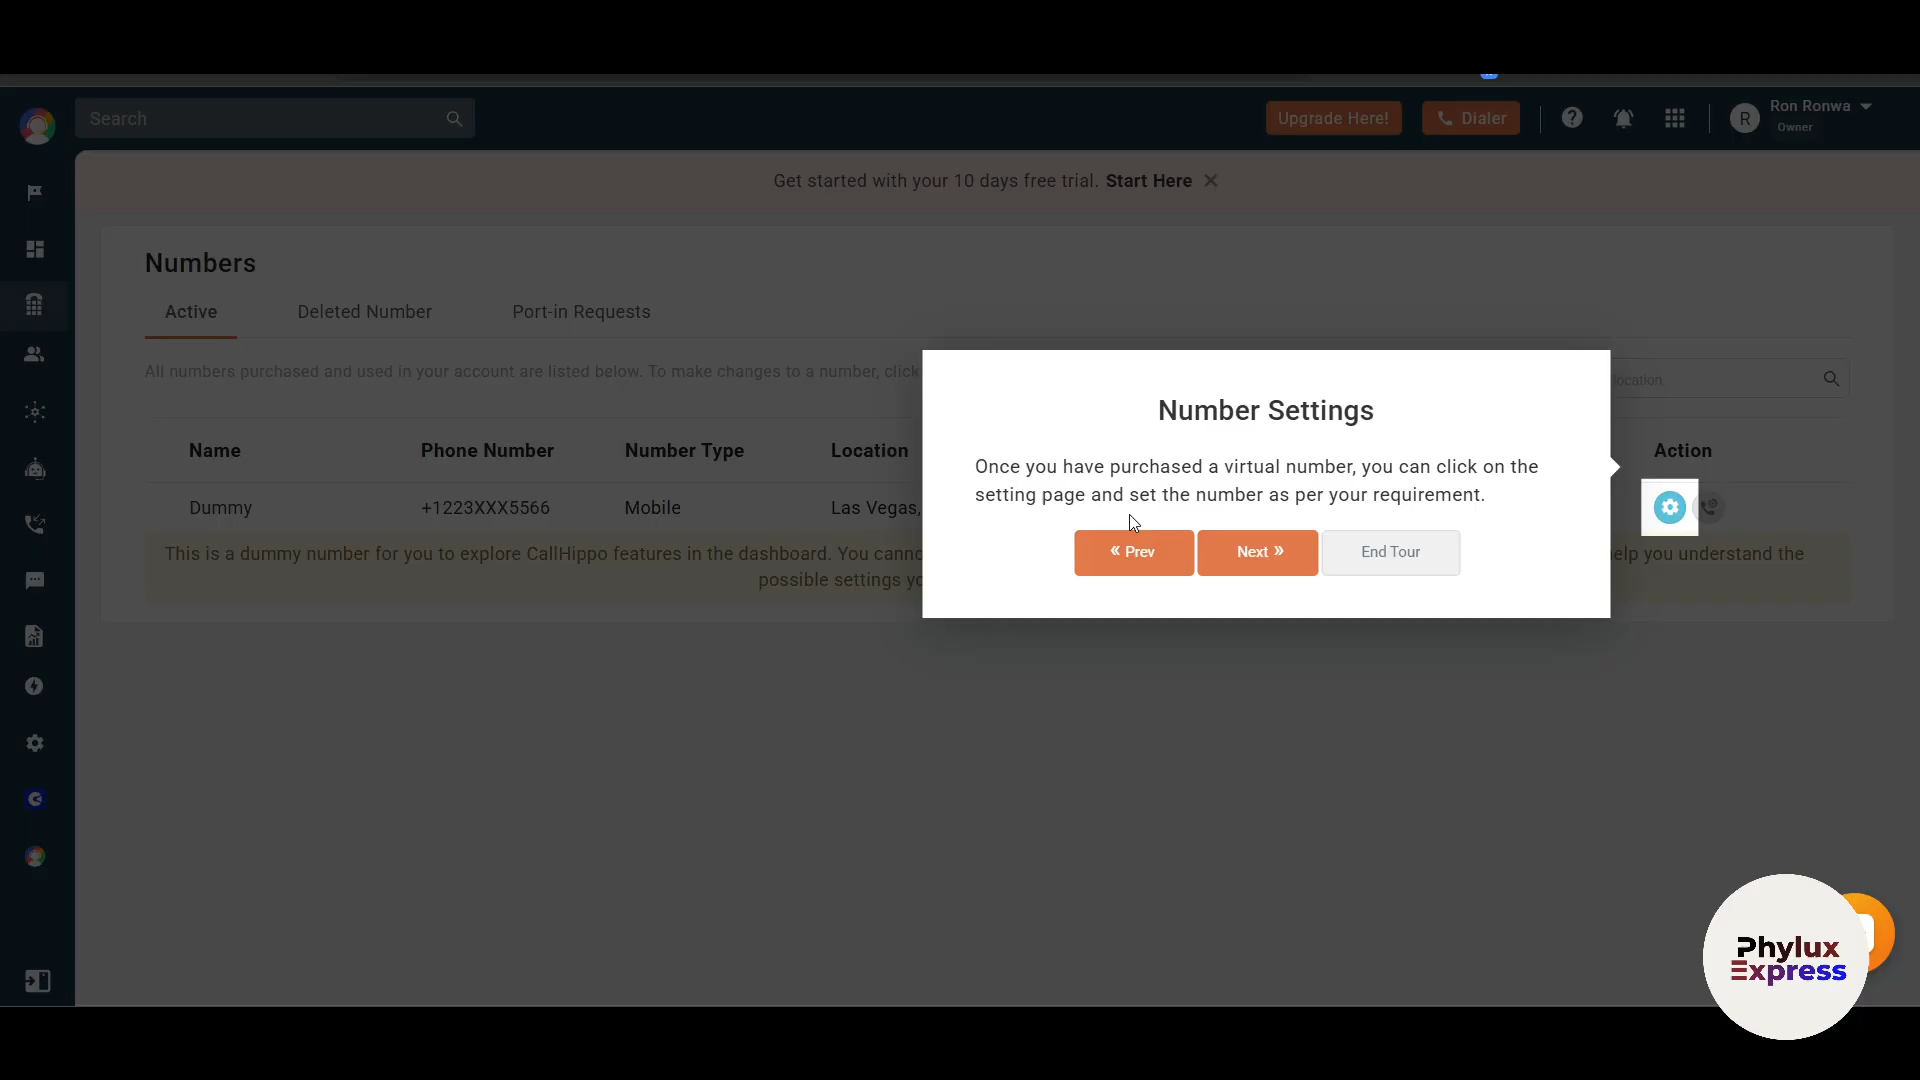 Search
Upgrade Here!
Dialer
R
Ron Ronwa
Owner
Get started with your 10 days free trial. Start Here
Numbers
Active
Deleted Number
Port-in Requests
All numbers purchased and used in your account are listed below. To make changes to a number, click
location
Name
Phone Number
Number Type
Location
Action
Dummy
+1223XXX5566
Mobile
Las Vegas,
This is a dummy number for you to explore CallHippo features in the dashboard. You canno
elp you understand the
possible settings yo
Number Settings
Once you have purchased a virtual number, you can click on the
setting page and set the number as per your requirement.
« Prev
Next »
End Tour
Phylux
Express